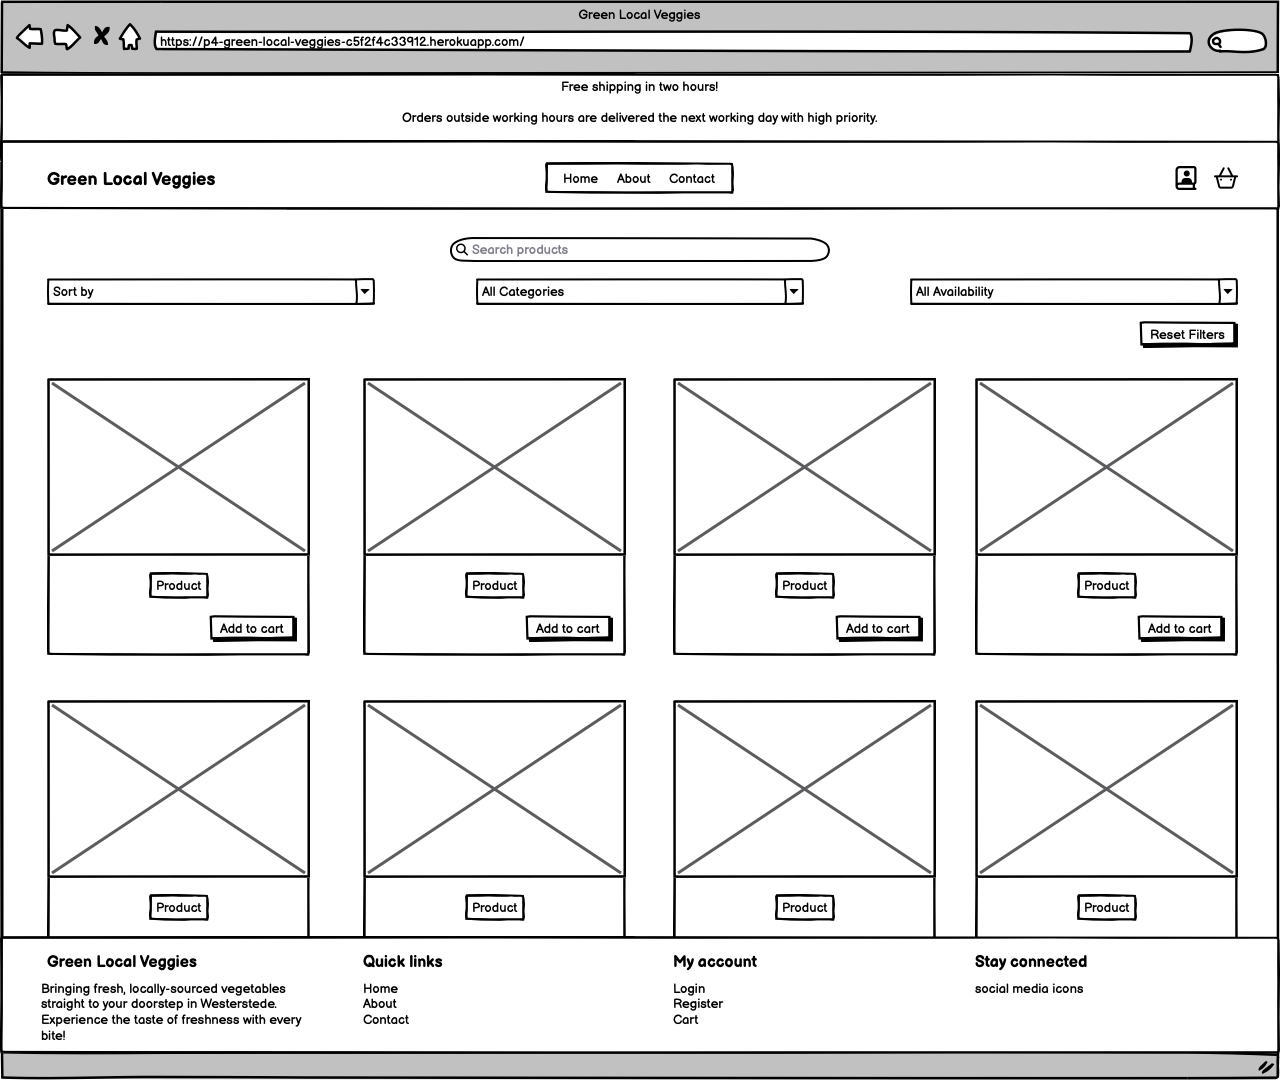 Green Local Veggies
https://p4-green-local-veggies-c5f2f4c33912.herokuapp.com/
Free shipping in two hours!
Orders outside working hours are delivered the next working day with high priority.
Green Local Veggies
Home About Contact
Search products
Sort by
All Categories
All Availability
Reset Filters
Product
Add to cart
Product
Add to cart
Product
Add to cart
Product
Add to cart
Product
Product
Product
Product
Green Local Veggies
Bringing fresh, locally-sourced vegetables
straight to your doorstep in Westerstede.
Experience the taste of freshness with every
bite!
Quick links
Home
About
Contact
My account
Login
Register
Cart
Stay connected
social media icons